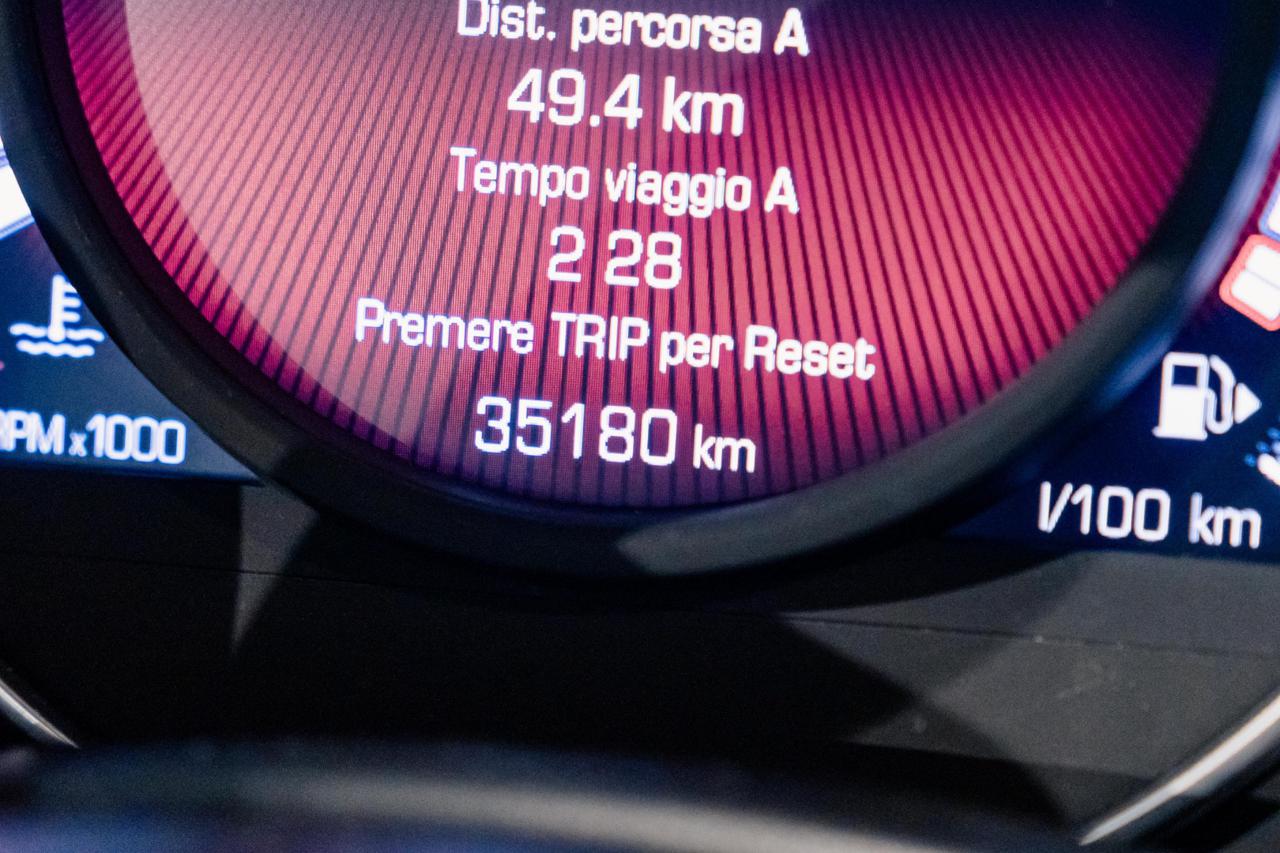 Dist. percorsa A
49.4 km
Tempo viaggio A
2 28
Premere TRIP per Reset
35180 km
RPM x1000
l/100 km